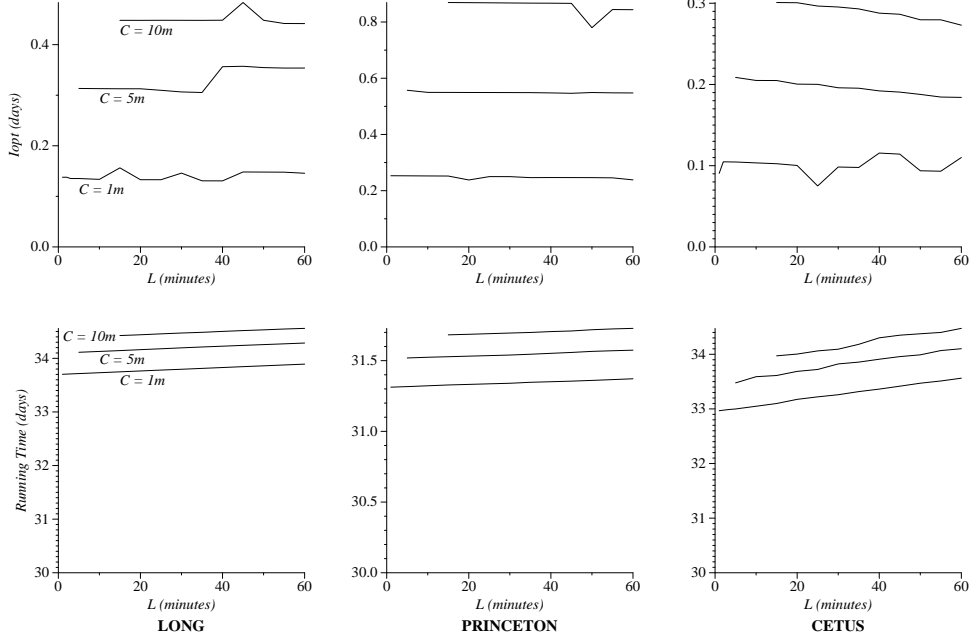 Iopt (days)
0.4
0.2
0.0
C = 10m
C = 5m
C = 1m
0 20 40 60
L (minutes)
0.8
0.6
0.4
0.2
0.0
0 20 40 60
L (minutes)
0.3
0.2
0.1
0.0
0 20 40 60
L (minutes)
Running Time (days)
34
33
32
31
30
C = 10m
C = 5m
C = 1m
0 20 40 60
L (minutes)
LONG
31.5
31.0
30.5
30.0
0 20 40 60
L (minutes)
PRINCETON
34
33
32
31
30
0 20 40 60
L (minutes)
CETUS